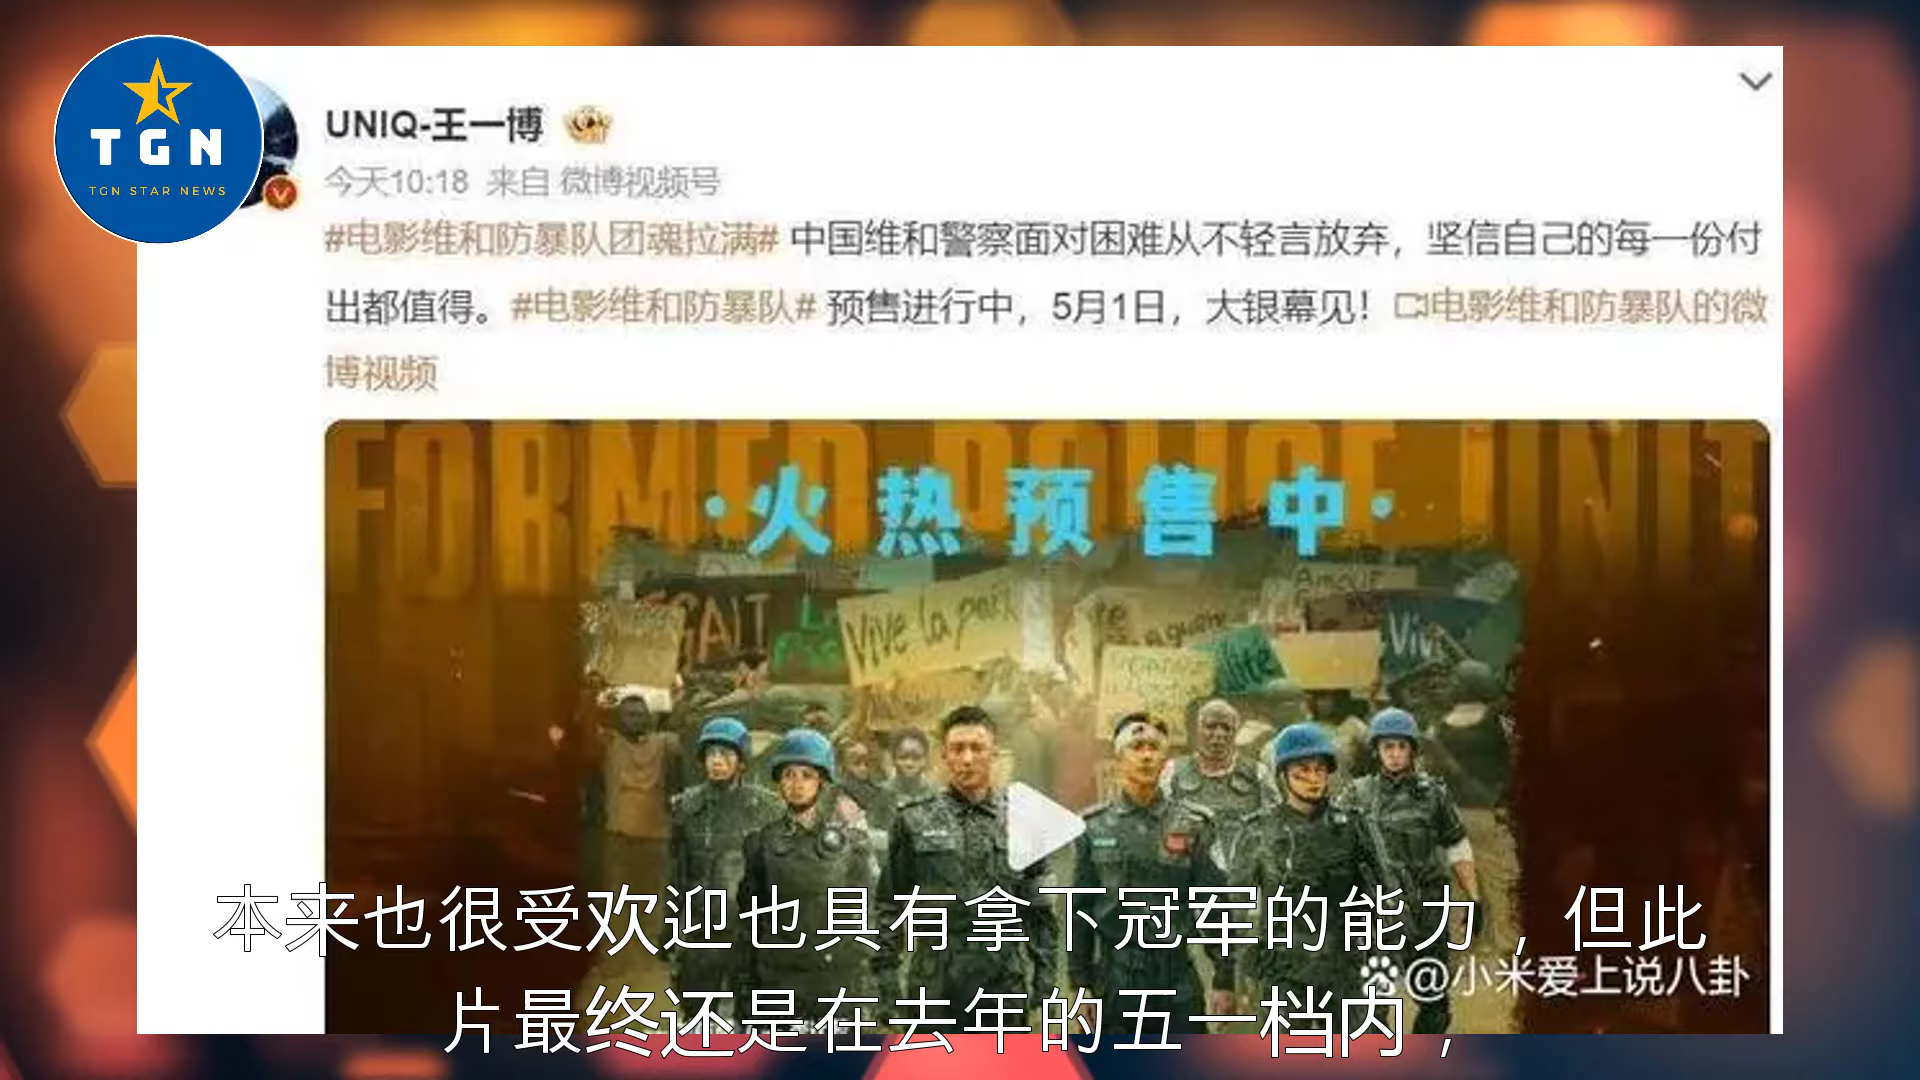 TGN
TGN STAR NEWS
UNIQ-王一博
今天10:18 来自 微博视频号
#电影维和防暴队团魂拉满# 中国维和警察面对困难从不轻言放弃，坚信自己的每一份付
出都值得。#电影维和防暴队# 预售进行中，5月1日，大银幕见！电影维和防暴队的微
博视频
FORMED POLICE UNIT
·火热预售中·
Vive la paix
本来也很受欢迎也具有拿下冠军的能力，但此
@小米爱上说八卦
片最终还是在去年的五一档内，